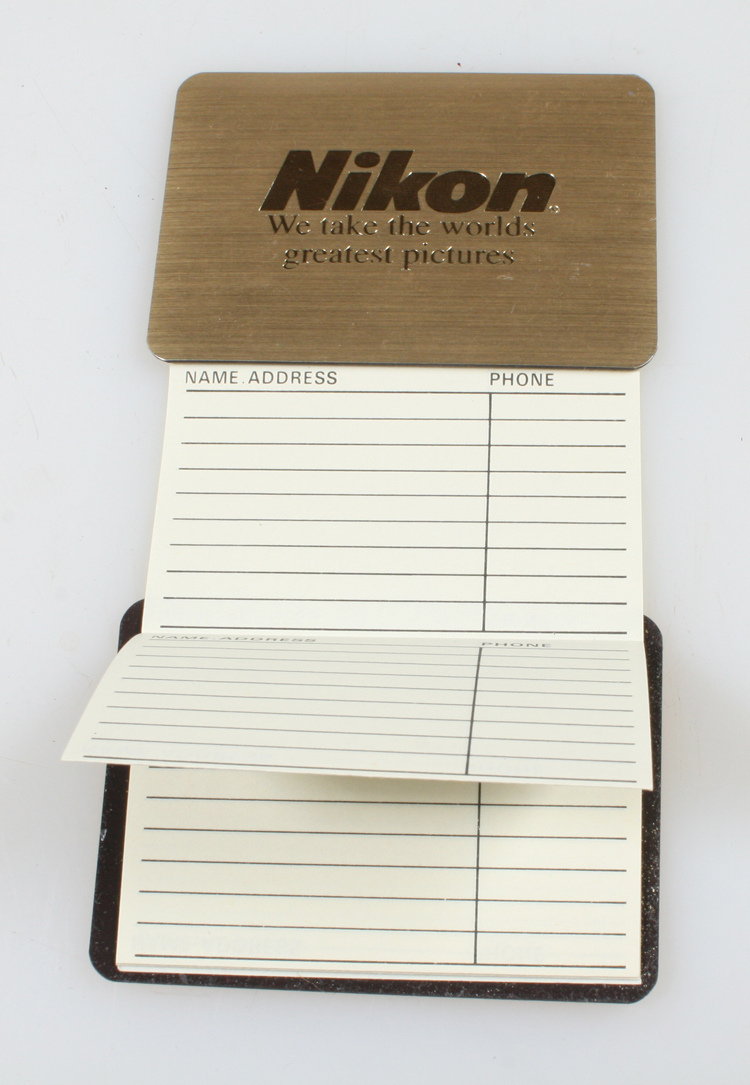 Nikon®
We take the worlds
greatest pictures
NAME.ADDRESS PHONE
NAME.ADDRESS PHONE